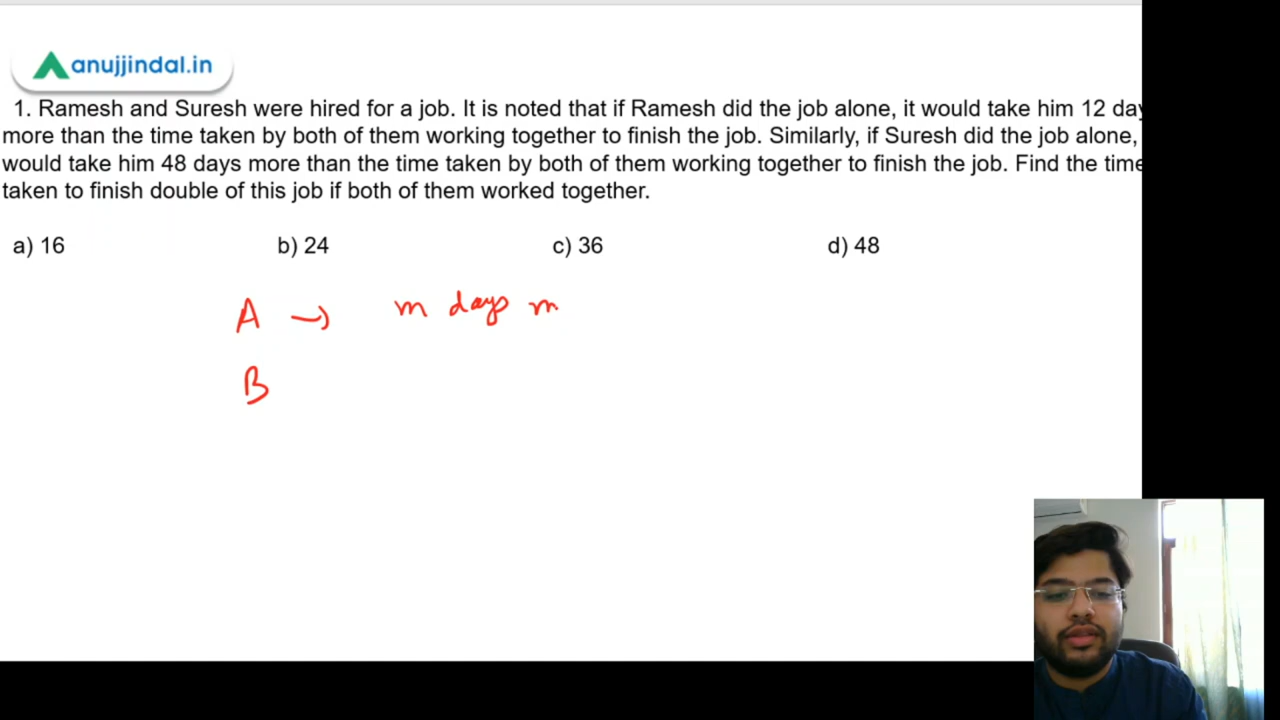 anujjindal.in
1. Ramesh and Suresh were hired for a job. It is noted that if Ramesh did the job alone, it would take him 12 day
more than the time taken by both of them working together to finish the job. Similarly, if Suresh did the job alone,
would take him 48 days more than the time taken by both of them working together to finish the job. Find the time
taken to finish double of this job if both of them worked together.
a) 16 b) 24 c) 36 d) 48
A → m days m
B